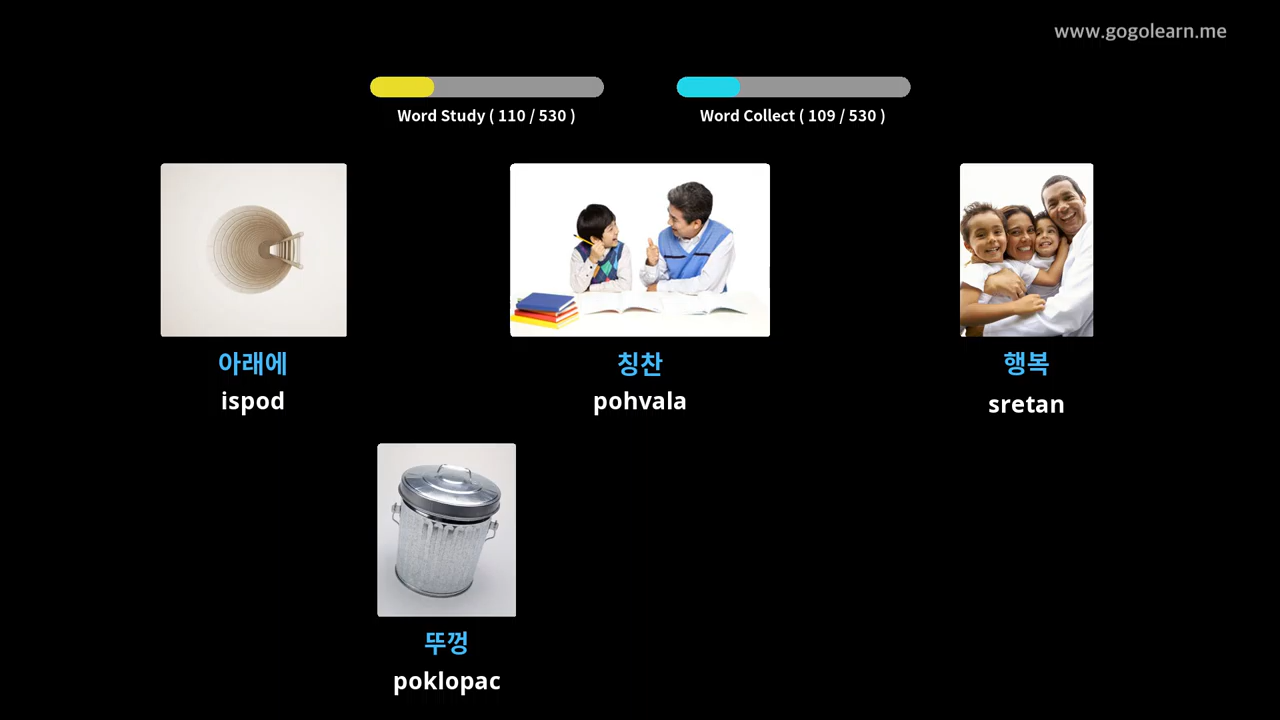 www.gogolearn.me
Word Study ( 110 / 530 )
Word Collect ( 109 / 530 )
아래에
ispod
칭찬
pohvala
행복
sretan
뚜껑
poklopac